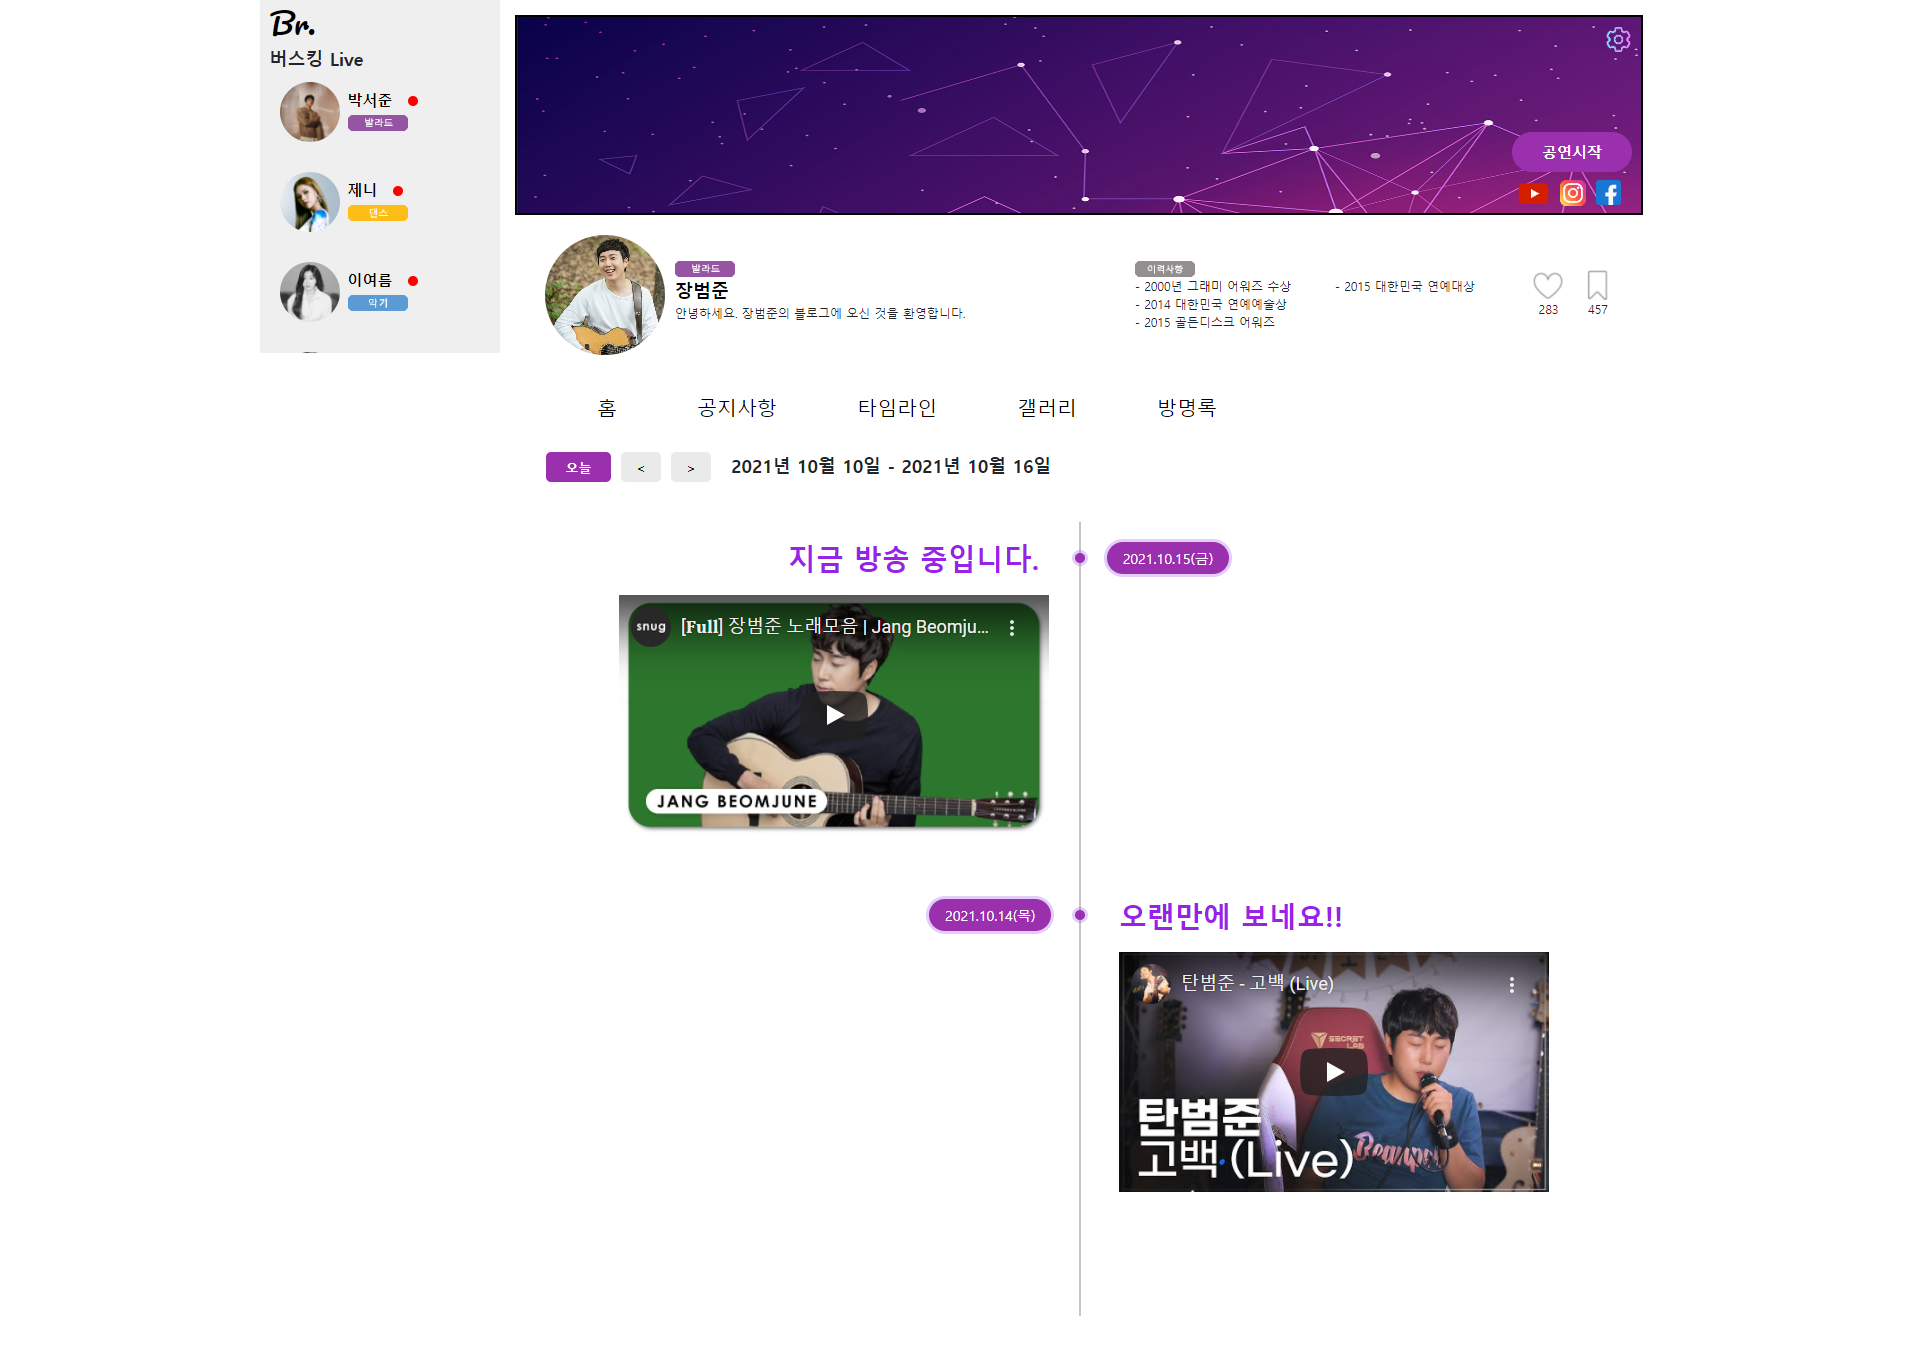 Br.
버스킹 Live
박서준
발라드
제니
댄스
이여름
악기
공연시작
발라드
장범준
안녕하세요. 장범준의 블로그에 오신 것을 환영합니다.
이력사항
- 2000년 그래미 어워즈 수상
- 2014 대한민국 연예예술상
- 2015 골든디스크 어워즈
- 2015 대한민국 연예대상
283
457
홈 공지사항 타임라인 갤러리 방명록
오늘 < > 2021년 10월 10일 - 2021년 10월 16일
지금 방송 중입니다.
2021.10.15(금)
snug
[Full] 장범준 노래모음 | Jang Beomju...
JANG BEOMJUNE
2021.10.14(목)
오랜만에 보네요!!
탄범준 - 고백 (Live)
SECRET
LAB
탄범준
고백 (Live)